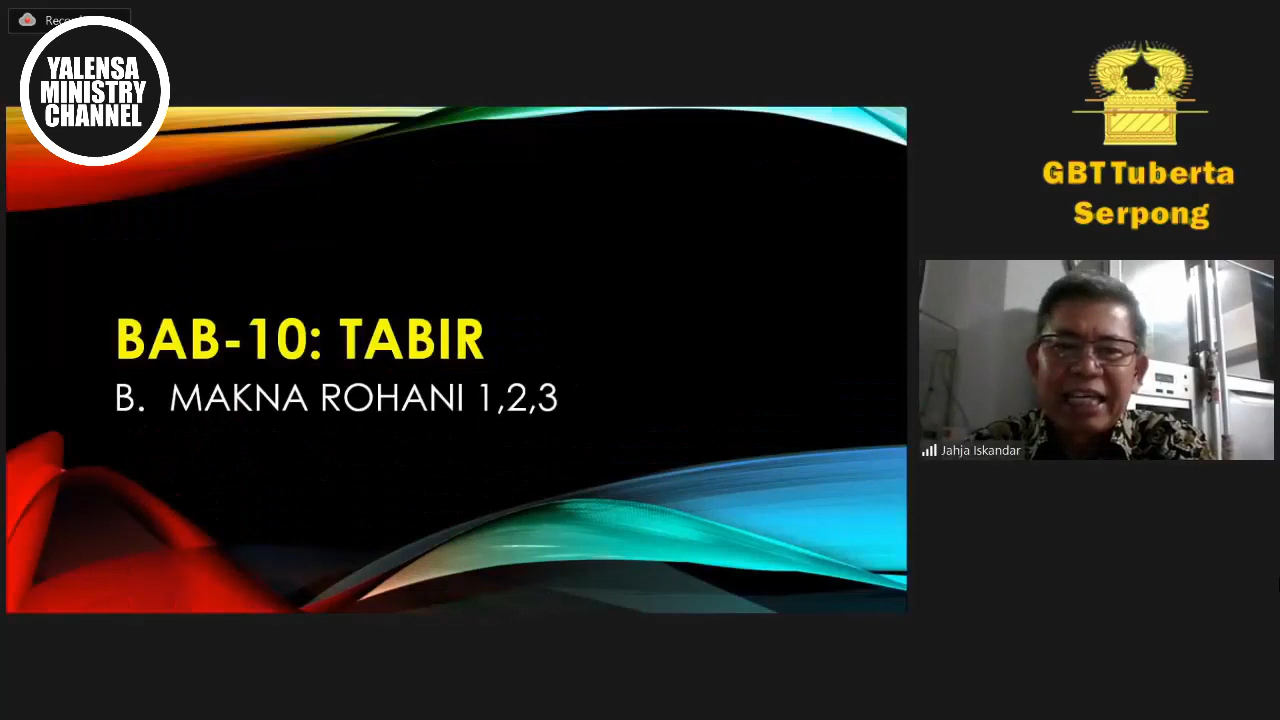 YALENSA
MINISTRY
CHANNEL
GBT Tuberta
Serpong
BAB-10: TABIR
B. MAKNA ROHANI 1,2,3
Jahja Iskandar